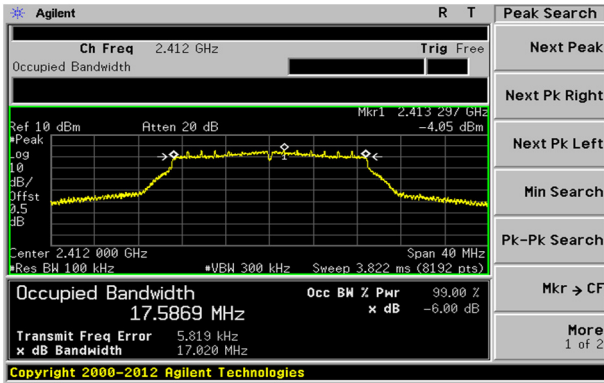 Agilent R T Peak Search
Ch Freq 2.412 GHz Trig Free
Occupied Bandwidth
Next Peak
Next Pk Right
Next Pk Left
Min Search
Pk-Pk Search
Mkr → CF
More
1 of 2
Mkr1 2.413 297 GHz
Ref 10 dBm Atten 20 dB -4.05 dBm
Peak
Log
10
dB/
Offst
0.5
dB
1
Center 2.412 000 GHz Span 40 MHz
Res BW 100 kHz VBW 300 kHz Sweep 3.822 ms (8192 pts)
Occupied Bandwidth Occ BW % Pwr 99.00 %
17.5869 MHz x dB -6.00 dB
Transmit Freq Error 5.819 kHz
x dB Bandwidth 17.020 MHz
Copyright 2000-2012 Agilent Technologies